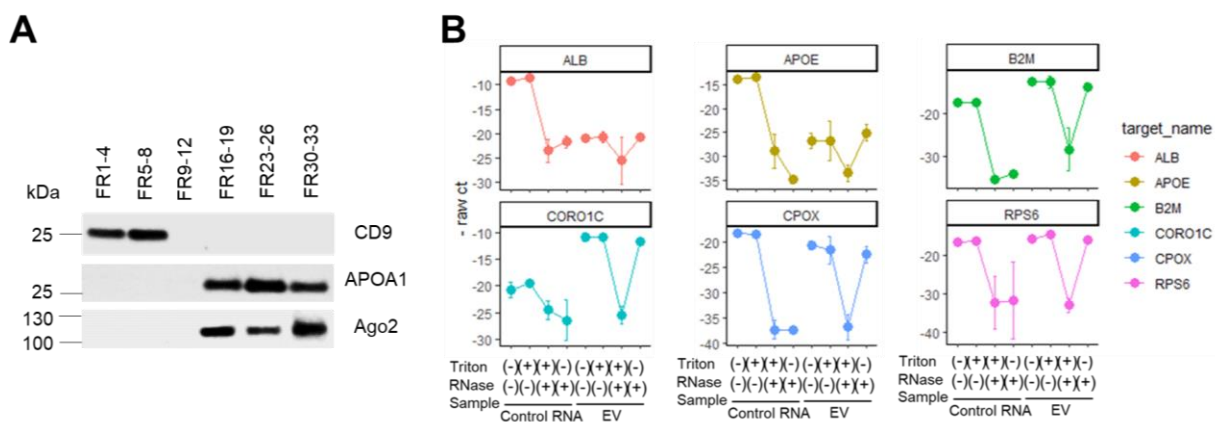 A
kDa
FR1-4
FR5-8
FR9-12
FR16-19
FR23-26
FR30-33
25
CD9
25
APOA1
130
100
Ago2
B
- raw ct
ALB
-10
-15
-20
-25
-30
APOE
-15
-20
-25
-30
-35
B2M
-20
-30
CORO1C
-10
-15
-20
-25
-30
CPOX
-20
-25
-30
-35
-40
RPS6
-20
-30
-40
Triton (-)(+)(+)(-) (-)(+)(+)(-)
RNase (-)(-)(+)(+) (-)(-)(+)(+)
Sample Control RNA EV
Triton (-)(+)(+)(-) (-)(+)(+)(-)
RNase (-)(-)(+)(+) (-)(-)(+)(+)
Sample Control RNA EV
Triton (-)(+)(+)(-) (-)(+)(+)(-)
RNase (-)(-)(+)(+) (-)(-)(+)(+)
Sample Control RNA EV
target_name
ALB
APOE
B2M
CORO1C
CPOX
RPS6